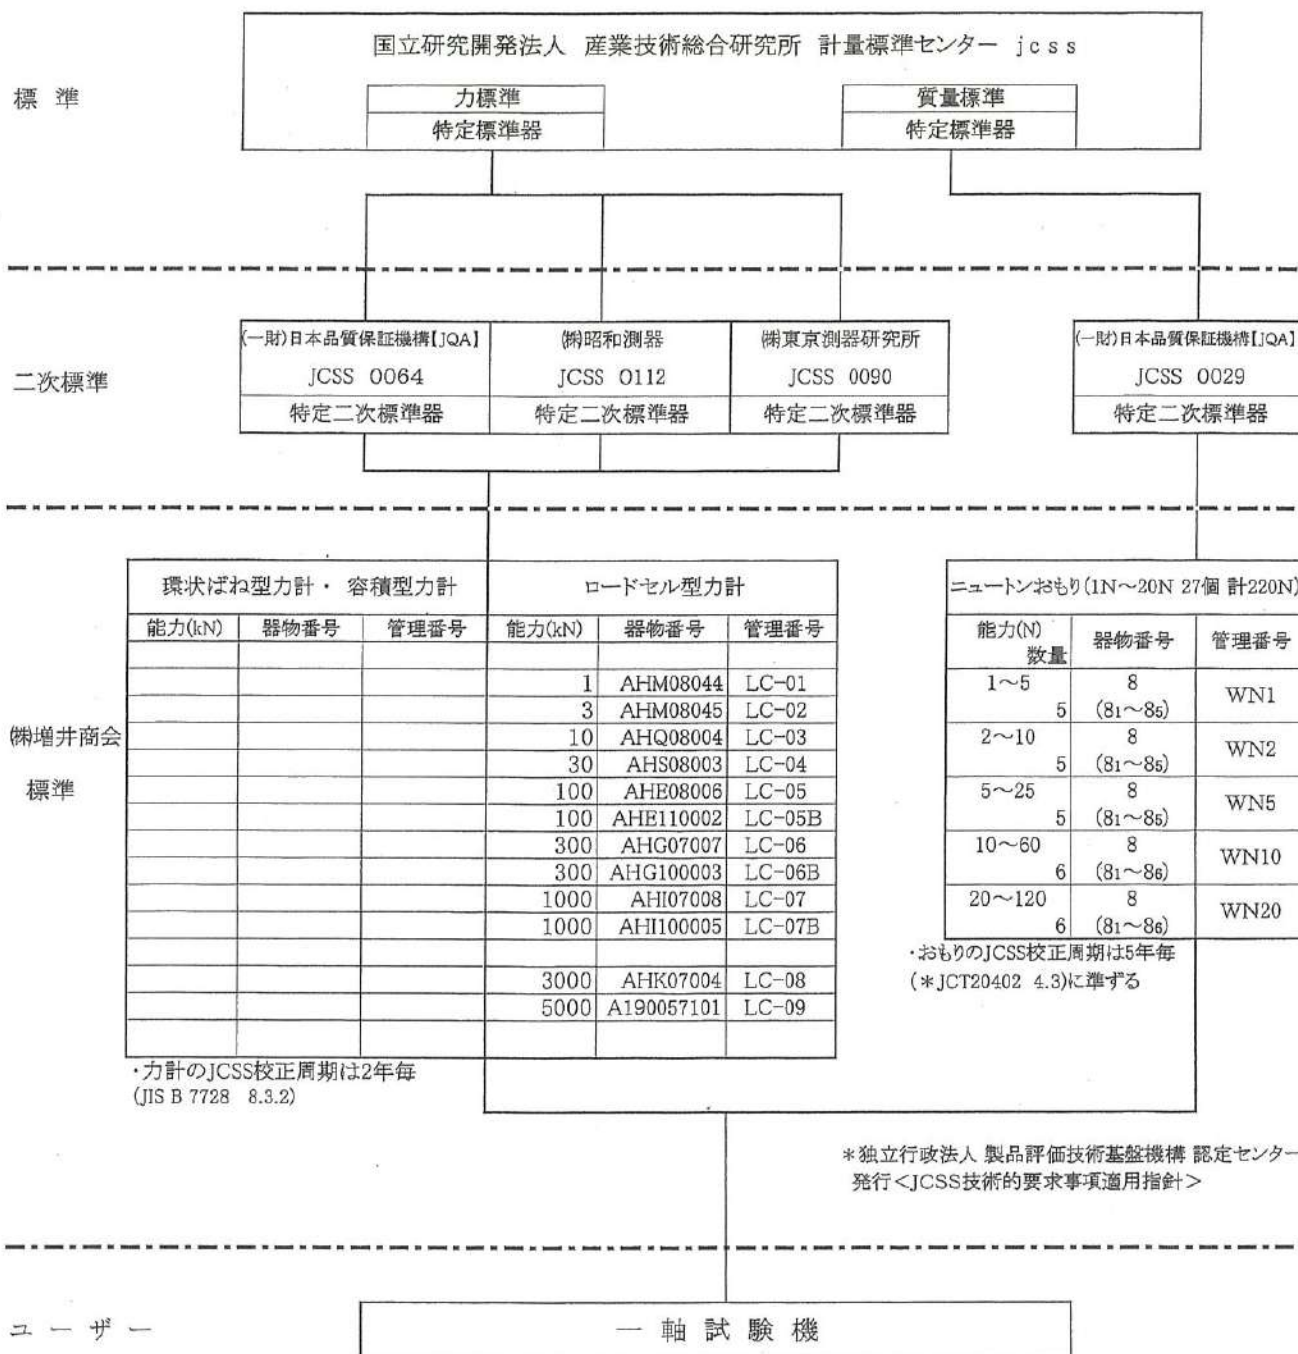 国立研究開発法人 産業技術総合研究所 計量標準センター jcss
標 準
力標準
質量標準
特定標準器
特定標準器
(一財)日本品質保証機構【JQA】
㈱昭和測器
㈱東京測器研究所
(一財)日本品質保証機構【JQA】
二次標準
JCSS 0064
JCSS 0112
JCSS 0090
JCSS 0029
特定二次標準器
特定二次標準器
特定二次標準器
特定二次標準器
㈱増井商会
標準
環状ばね型力計・ 容積型力計
ロードセル型力計
能力(kN) 器物番号 管理番号 能力(kN) 器物番号 管理番号
1 AHM08044 LC-01
3 AHM08045 LC-02
10 AHQ08004 LC-03
30 AHS08003 LC-04
100 AHE08006 LC-05
100 AHE110002 LC-05B
300 AHG07007 LC-06
300 AHG100003 LC-06B
1000 AHI07008 LC-07
1000 AHI100005 LC-07B
3000 AHK07004 LC-08
5000 A190057101 LC-09
・力計のJCSS校正周期は2年毎
(JIS B 7728 8.3.2)
ニュートンおもり(1N～20N 27個 計220N)
能力(N) 数量 器物番号 管理番号
1～5 5 8 (81～85) WN1
2～10 5 8 (81～85) WN2
5～25 5 8 (81～85) WN5
10～60 6 8 (81～86) WN10
20～120 6 8 (81～86) WN20
・おもりのJCSS校正周期は5年毎
(＊JCT20402 4.3)に準ずる
＊独立行政法人 製品評価技術基盤機構 認定センター
発行＜JCSS技術的要求事項適用指針＞
ユ ー ザ ー
一 軸 試 験 機